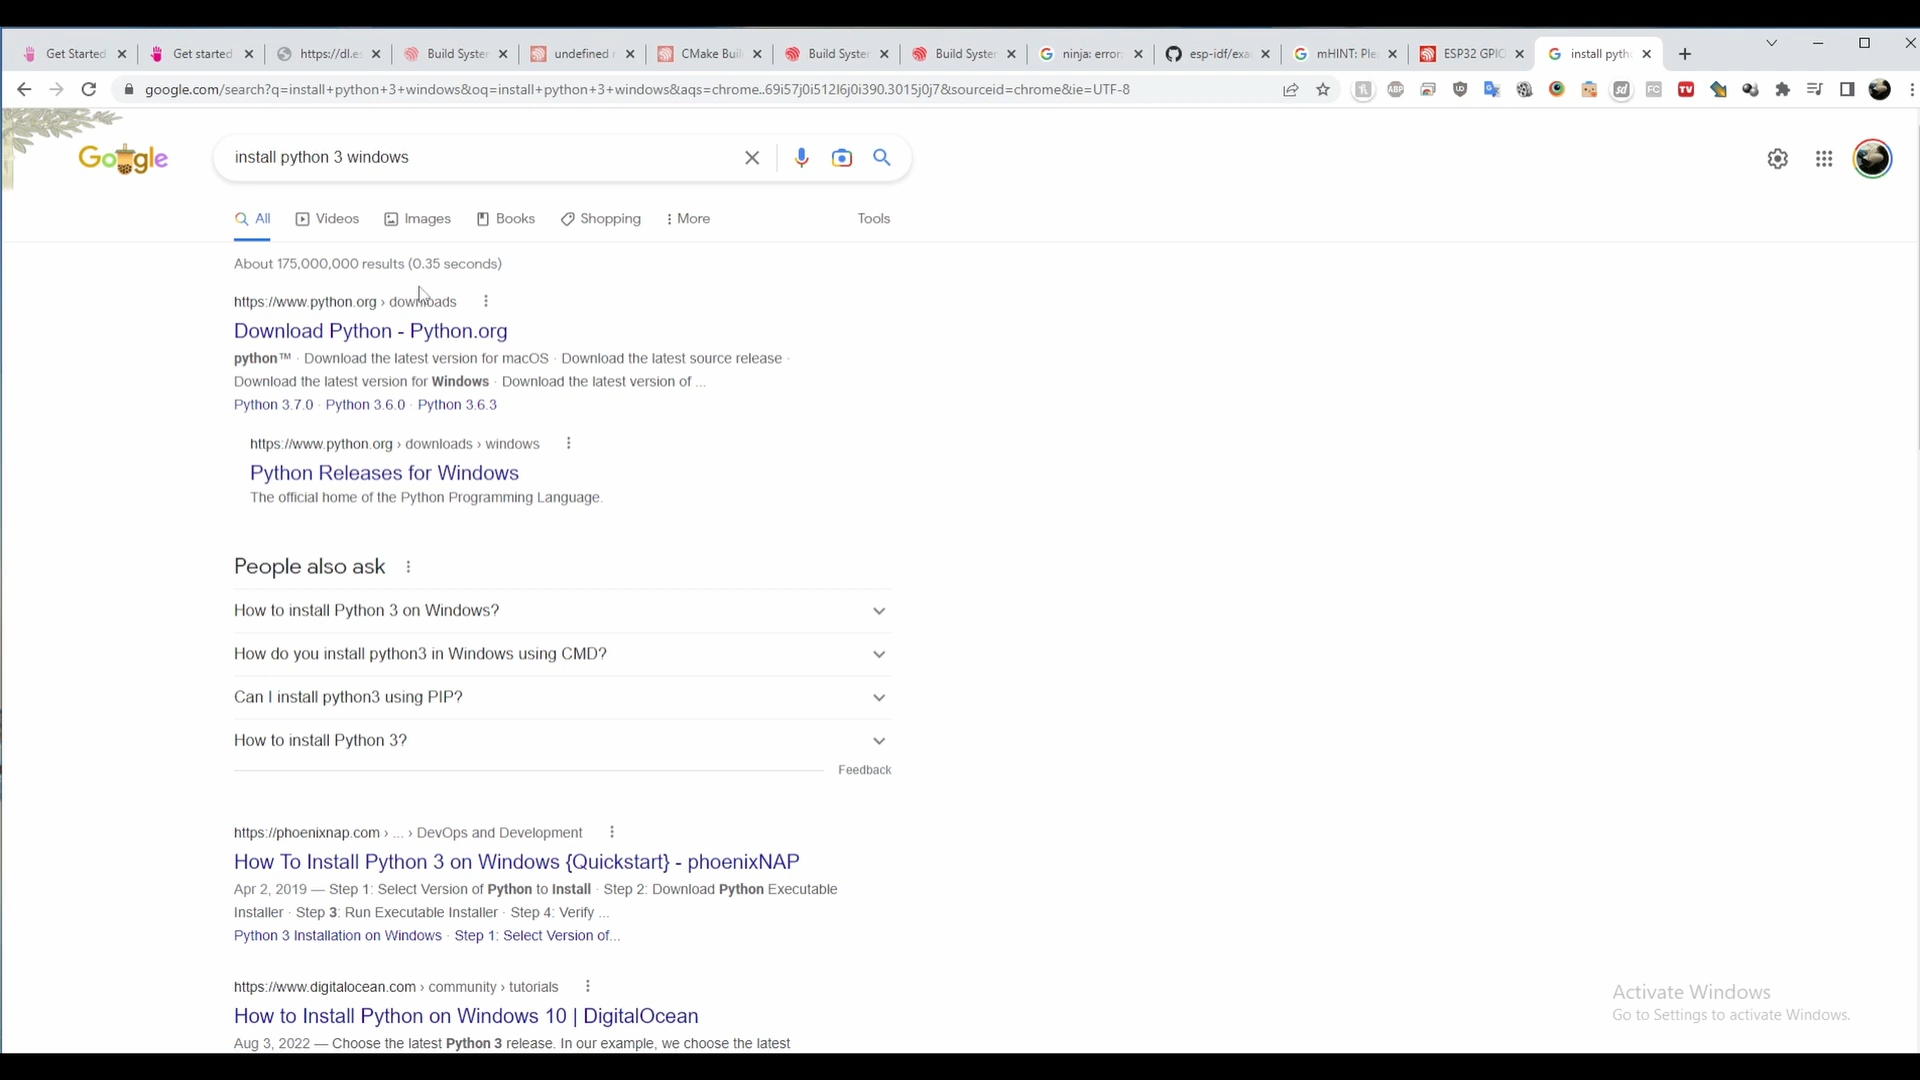 Get Started
Get started
https://dl.es
Build Syster
undefined r
CMake Buil
Build Syster
Build Syster
ninja: error:
esp-idf/exa
mHINT: Ple
ESP32 GPIO
install pytho
google.com/search?q=install+python+3+windows&oq=install+python+3+windows&aqs=chrome..69i57j0i512l6j0i390.3015j0j7&sourceid=chrome&ie=UTF-8
Google
install python 3 windows
All
Videos
Images
Books
Shopping
More
Tools
About 175,000,000 results (0.35 seconds)
https://www.python.org › downloads
Download Python - Python.org
python™ · Download the latest version for macOS · Download the latest source release ·
Download the latest version for Windows · Download the latest version of ...
Python 3.7.0 · Python 3.6.0 · Python 3.6.3
https://www.python.org › downloads › windows
Python Releases for Windows
The official home of the Python Programming Language.
People also ask
How to install Python 3 on Windows?
How do you install python3 in Windows using CMD?
Can I install python3 using PIP?
How to install Python 3?
Feedback
https://phoenixnap.com › ... › DevOps and Development
How To Install Python 3 on Windows {Quickstart} - phoenixNAP
Apr 2, 2019 — Step 1: Select Version of Python to Install · Step 2: Download Python Executable
Installer · Step 3: Run Executable Installer · Step 4: Verify ...
Python 3 Installation on Windows · Step 1: Select Version of...
https://www.digitalocean.com › community › tutorials
How to Install Python on Windows 10 | DigitalOcean
Aug 3, 2022 — Choose the latest Python 3 release. In our example, we choose the latest
Activate Windows
Go to Settings to activate Windows.